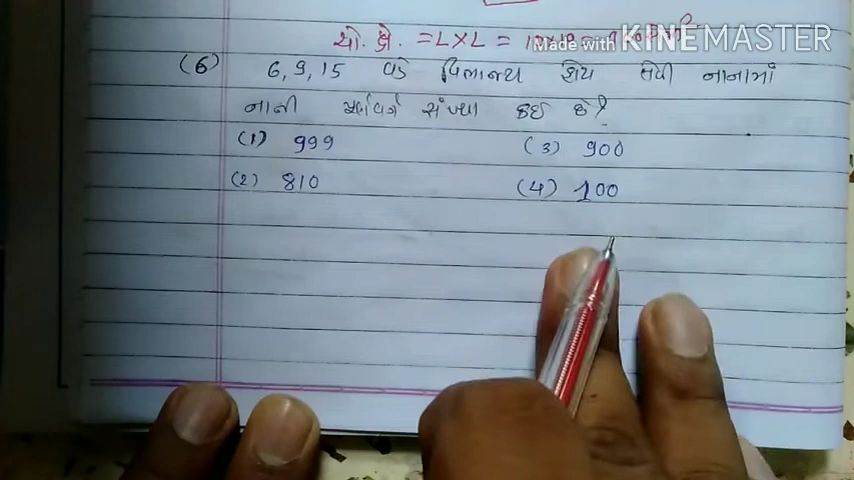 ચો. ક્ષે. = L×L =
Made with KINEMASTER
(6) 6, 9, 15 વડે વિભાજ્ય હોય તેવી નાનામાં
નાની પૂર્ણવર્ગ સંખ્યા કઈ છે?
(1) 999 (3) 900
(2) 810 (4) 100